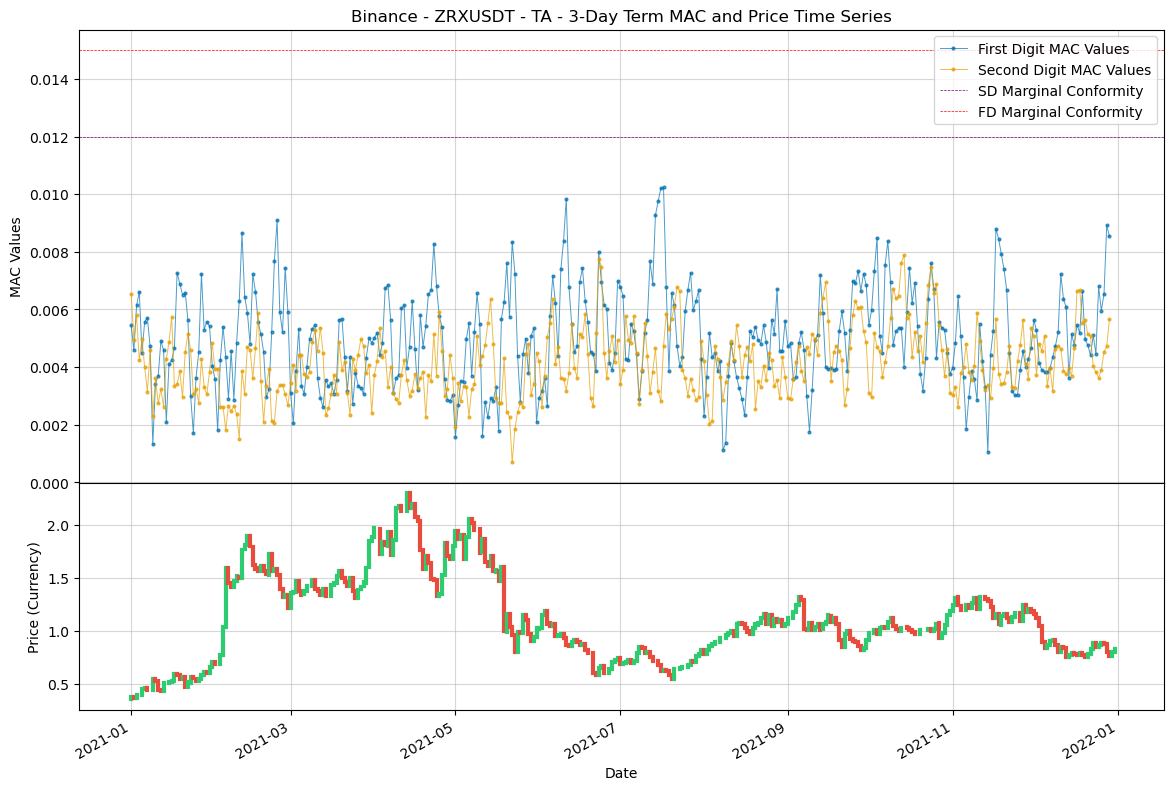 Binance - ZRXUSDT - TA - 3-Day Term MAC and Price Time Series
First Digit MAC Values
Second Digit MAC Values
SD Marginal Conformity
FD Marginal Conformity
MAC Values
0.014
0.012
0.010
0.008
0.006
0.004
0.002
0.000
Price (Currency)
2.0
1.5
1.0
0.5
2021-01
2021-03
2021-05
2021-07
2021-09
2021-11
2022-01
Date